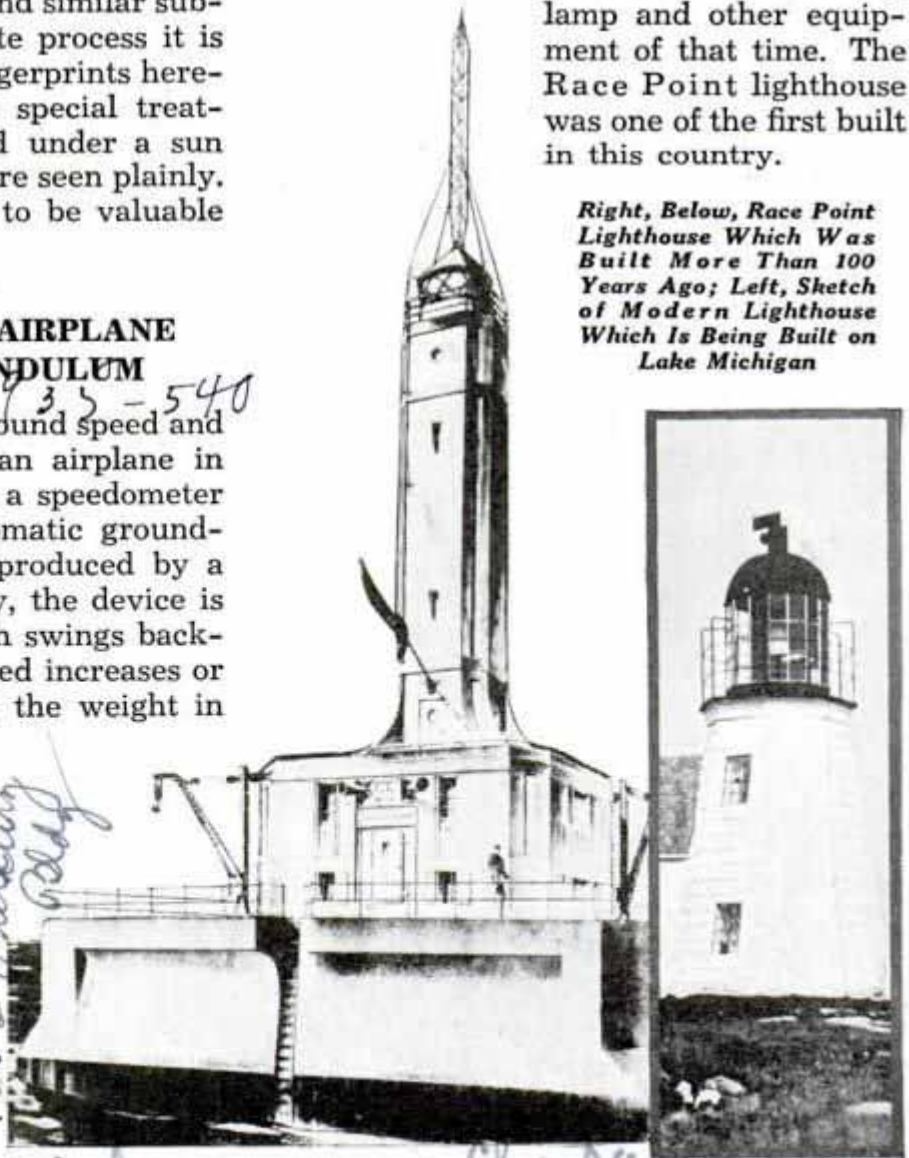 nd similar sub-
te process it is
gerprints here-
special treat-
d under a sun
re seen plainly.
to be valuable
AIRPLANE
NDULUM
35-540
ound speed and
an airplane in
a speedometer
matic ground-
produced by a
y, the device is
n swings back-
ed increases or
the weight in
Bldg
lamp and other equip-
ment of that time. The
Race Point lighthouse
was one of the first built
in this country.
Right, Below, Race Point
Lighthouse Which Was
Built More Than 100
Years Ago; Left, Sketch
of Modern Lighthouse
Which Is Being Built on
Lake Michigan